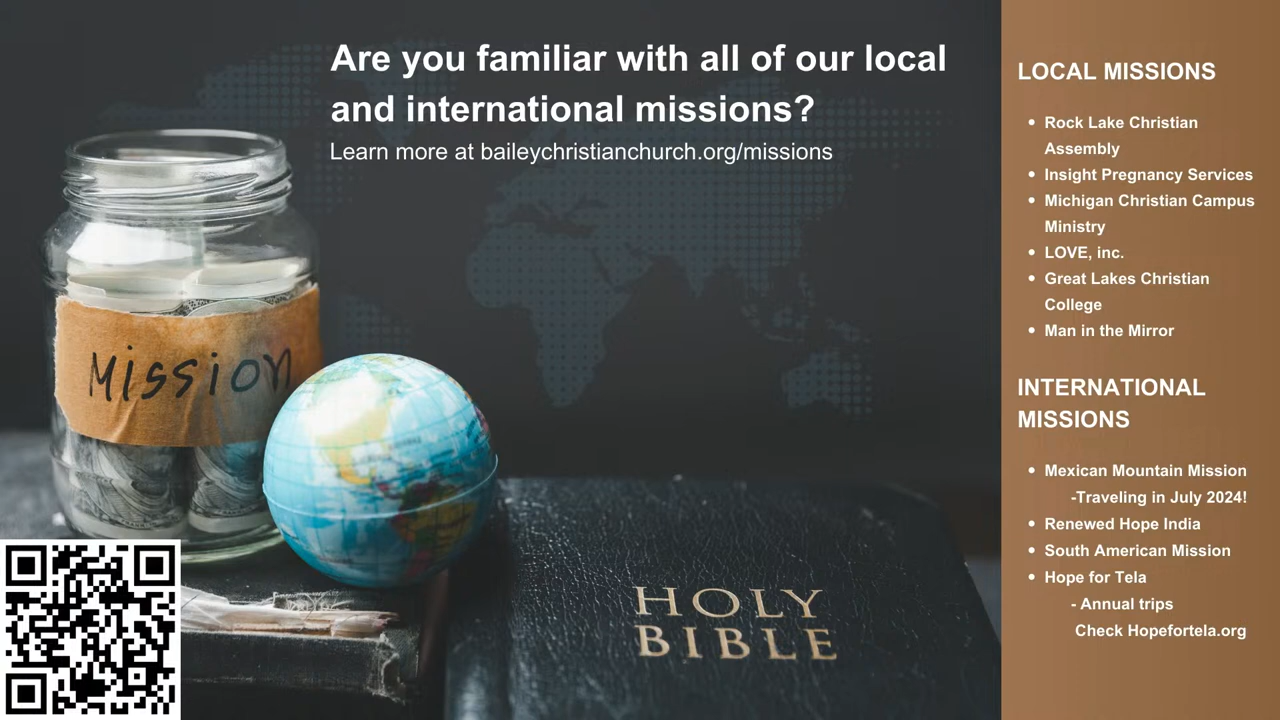 Are you familiar with all of our local
and international missions?
Learn more at baileychristianchurch.org/missions
Mission
HOLY
BIBLE
LOCAL MISSIONS
• Rock Lake Christian
Assembly
• Insight Pregnancy Services
• Michigan Christian Campus
Ministry
• LOVE, inc.
• Great Lakes Christian
College
• Man in the Mirror
INTERNATIONAL
MISSIONS
• Mexican Mountain Mission
-Traveling in July 2024!
• Renewed Hope India
• South American Mission
• Hope for Tela
- Annual trips
Check Hopefortela.org